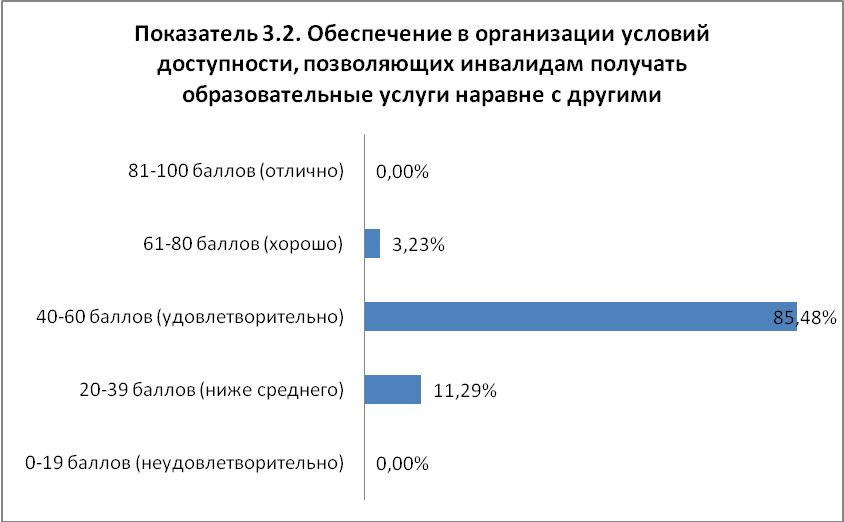 Показатель 3.2. Обеспечение в организации условий
доступности, позволяющих инвалидам получать
образовательные услуги наравне с другими
81-100 баллов (отлично) 0,00%
61-80 баллов (хорошо) 3,23%
40-60 баллов (удовлетворительно) 85,48%
20-39 баллов (ниже среднего) 11,29%
0-19 баллов (неудовлетворительно) 0,00%